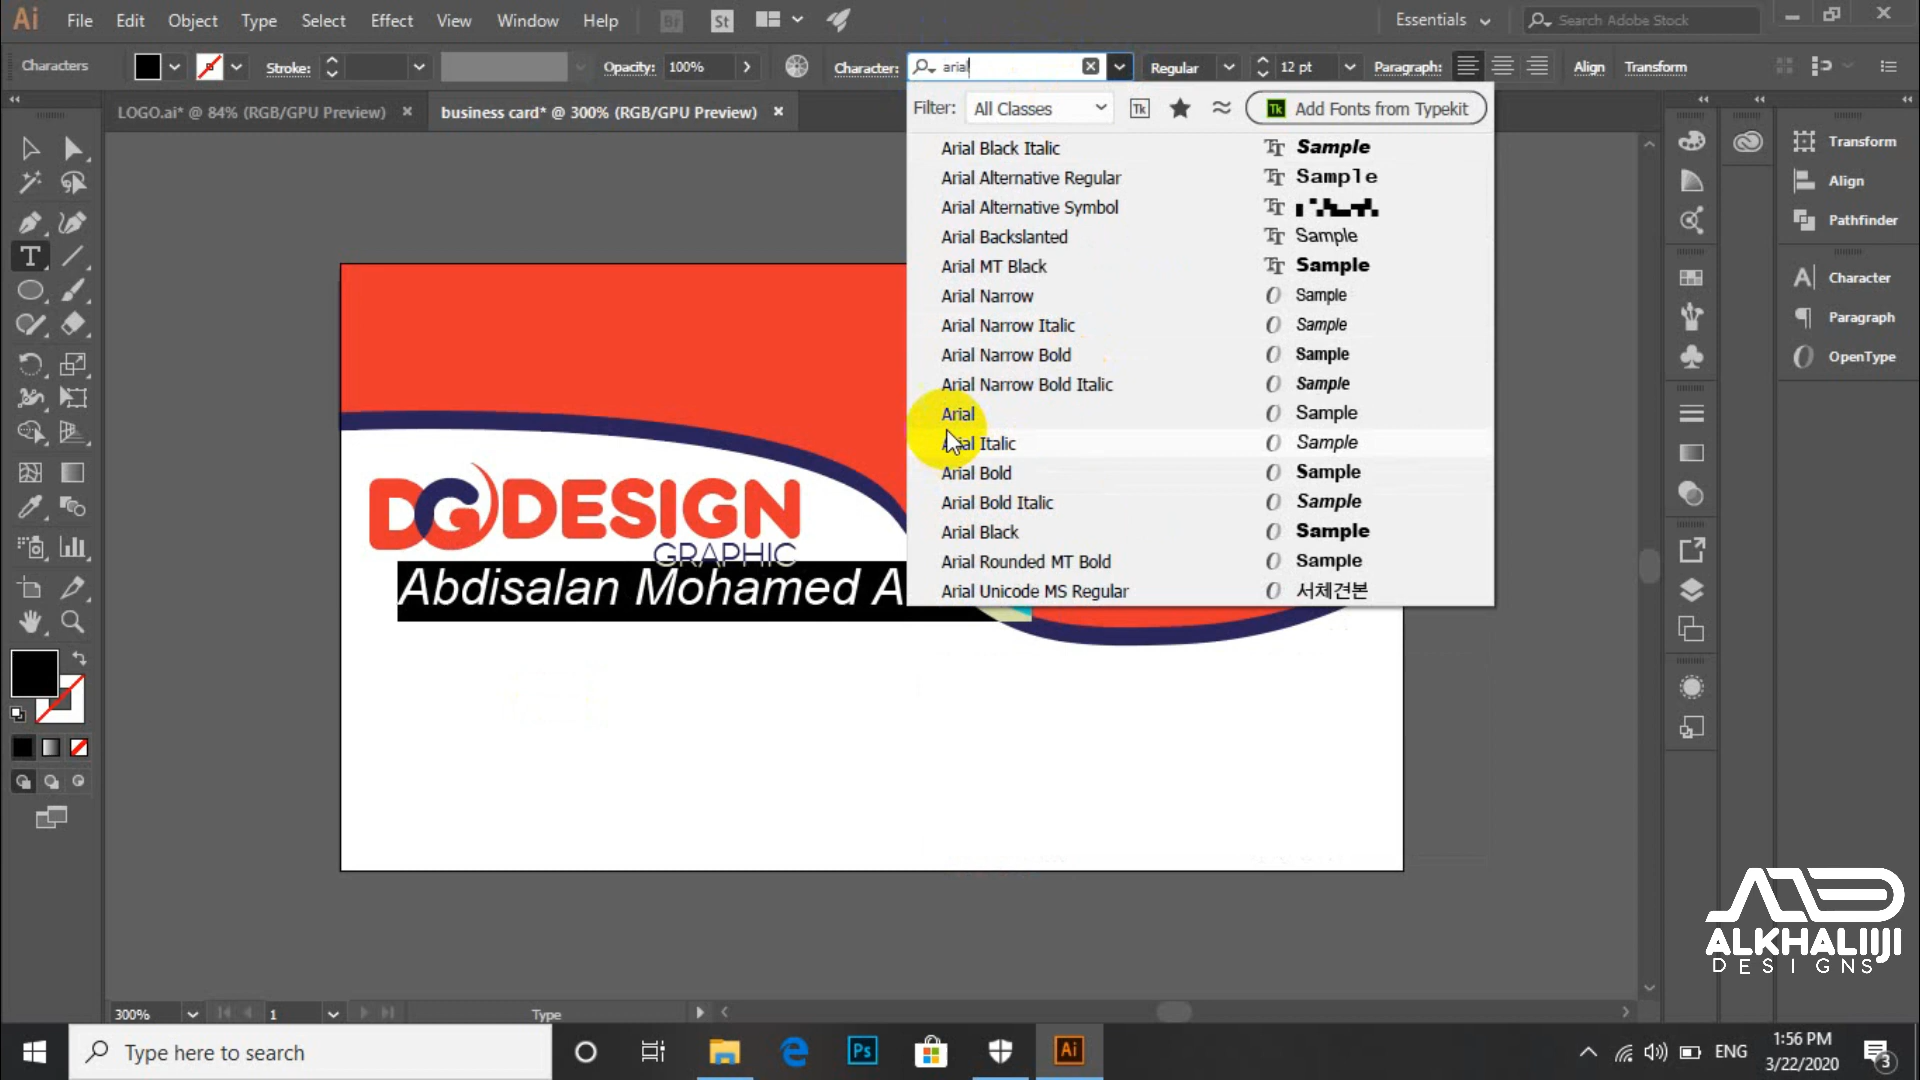 Ai File Edit Object Type Select Effect View Window Help Br St Essentials Search Adobe Stock
Characters Stroke: Opacity: 100% Character: arial Regular 12 pt Paragraph: Align Transform
LOGO.ai* @ 84% (RGB/GPU Preview) business card* @ 300% (RGB/GPU Preview)
Filter: All Classes Tk Tk Add Fonts from Typekit
Arial Black Italic Sample
Arial Alternative Regular Sample
Arial Alternative Symbol
Arial Backslanted Sample
Arial MT Black Sample
Arial Narrow Sample
Arial Narrow Italic Sample
Arial Narrow Bold Sample
Arial Narrow Bold Italic Sample
Arial Sample
Arial Italic Sample
Arial Bold Sample
Arial Bold Italic Sample
Arial Black Sample
Arial Rounded MT Bold Sample
Arial Unicode MS Regular 서체견본
Transform
Align
Pathfinder
Character
Paragraph
OpenType
DG DESIGN
GRAPHIC
Abdisalan Mohamed A
ALKHALIIJI
DESIGNS
300% 1 Type
Type here to search Ps Ai ENG 1:56 PM
3/22/2020 3